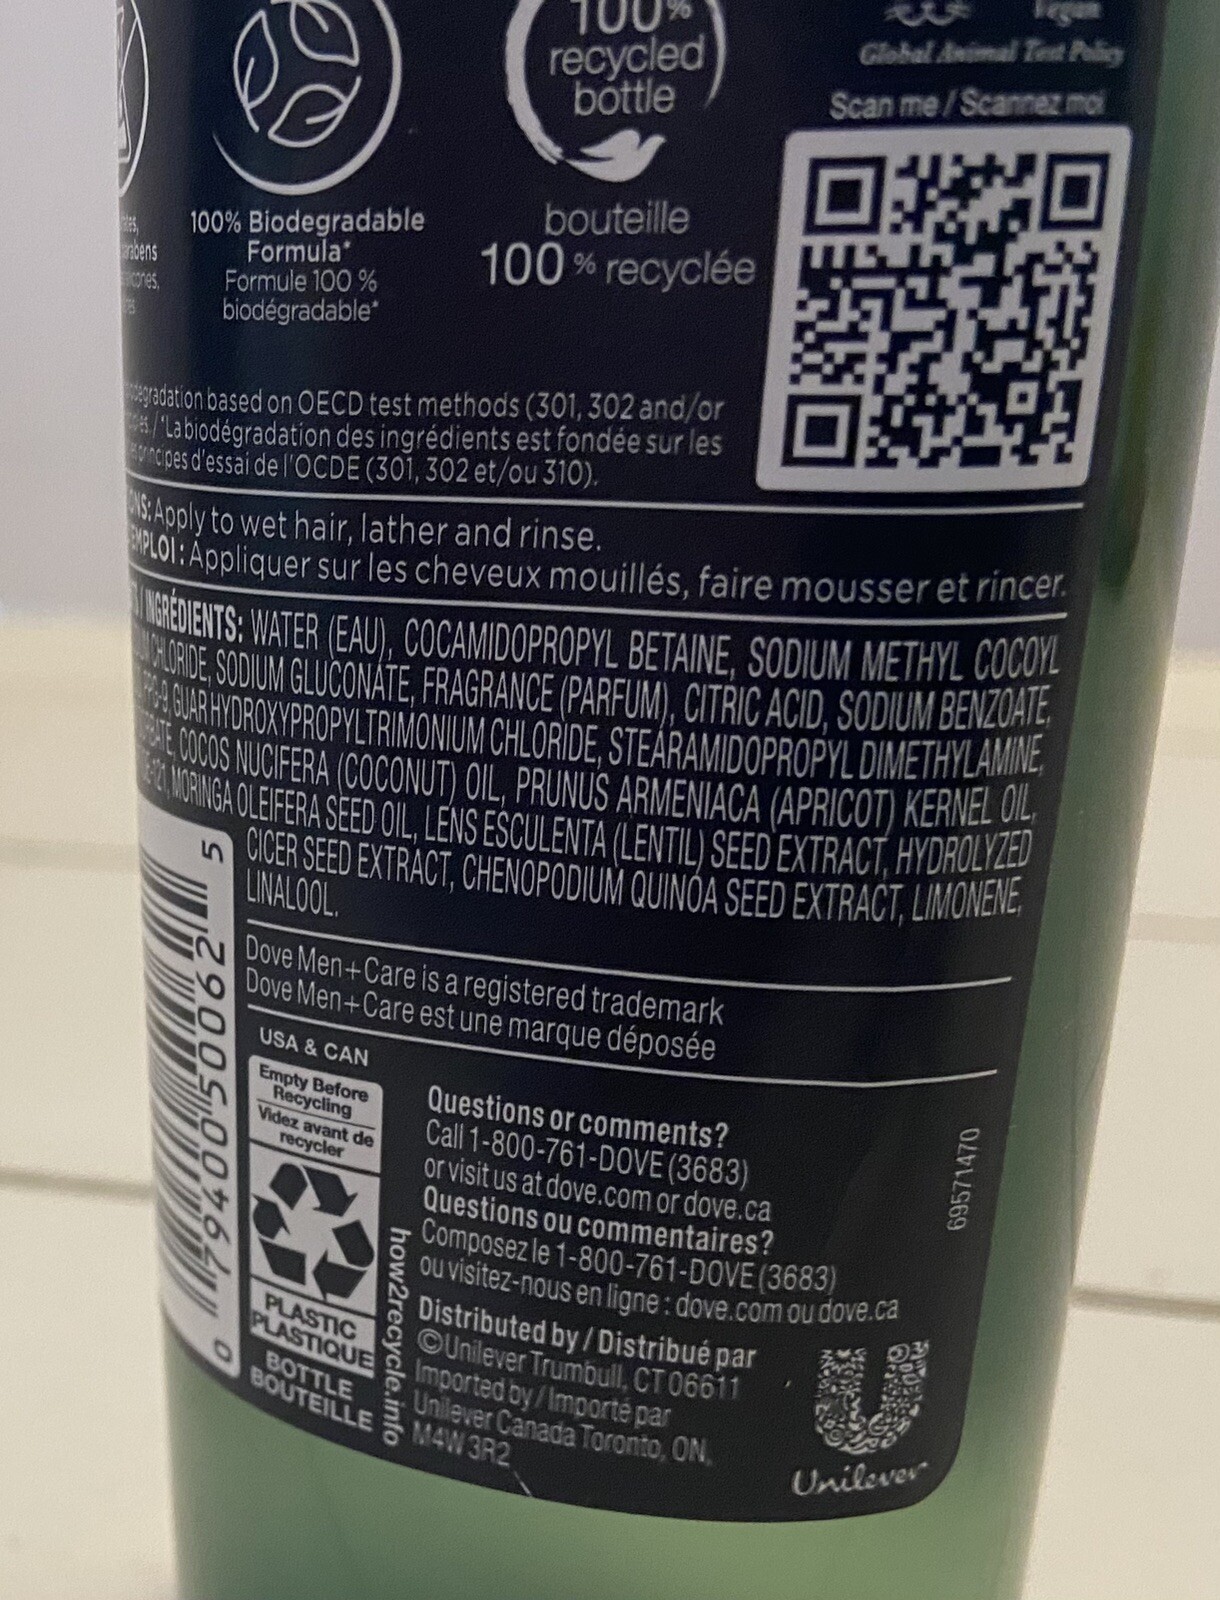 100%
recycled
bottle
Vegan
Global Animal Test Policy
Scan me / Scannez moi
100% Biodegradable
Formula*
Formule 100 %
biodégradable*
bouteille
100 % recyclée
based on OECD test methods (301, 302 and/or
/ *La biodégradation des ingrédients est fondée sur les
principes d'essai de l'OCDE (301, 302 et/ou 310).
Apply to wet hair, lather and rinse.
EMPLOI : Appliquer sur les cheveux mouillés, faire mousser et rincer.
/ INGRÉDIENTS: WATER (EAU), COCAMIDOPROPYL BETAINE, SODIUM METHYL COCOYL
CHLORIDE, SODIUM GLUCONATE, FRAGRANCE (PARFUM), CITRIC ACID, SODIUM BENZOATE,
PPG-9, GUAR HYDROXYPROPYLTRIMONIUM CHLORIDE, STEARAMIDOPROPYL DIMETHYLAMINE,
COCOS NUCIFERA (COCONUT) OIL, PRUNUS ARMENIACA (APRICOT) KERNEL OIL,
MORINGA OLEIFERA SEED OIL, LENS ESCULENTA (LENTIL) SEED EXTRACT, HYDROLYZED
CICER SEED EXTRACT, CHENOPODIUM QUINOA SEED EXTRACT, LIMONENE,
LINALOOL.
Dove Men+Care is a registered trademark
Dove Men+Care est une marque déposée
0 79400 50062 5
USA & CAN
Empty Before
Recycling
Videz avant de
recycler
PLASTIC
PLASTIQUE
BOTTLE
BOUTEILLE
how2recycle.info
Questions or comments?
Call 1-800-761-DOVE (3683)
or visit us at dove.com or dove.ca
Questions ou commentaires?
Composez le 1-800-761-DOVE (3683)
ou visitez-nous en ligne : dove.com ou dove.ca
Distributed by / Distribué par
©Unilever Trumbull, CT 06611
Imported by / Importé par
Unilever Canada Toronto, ON,
M4W 3R2
69571470
Unilever